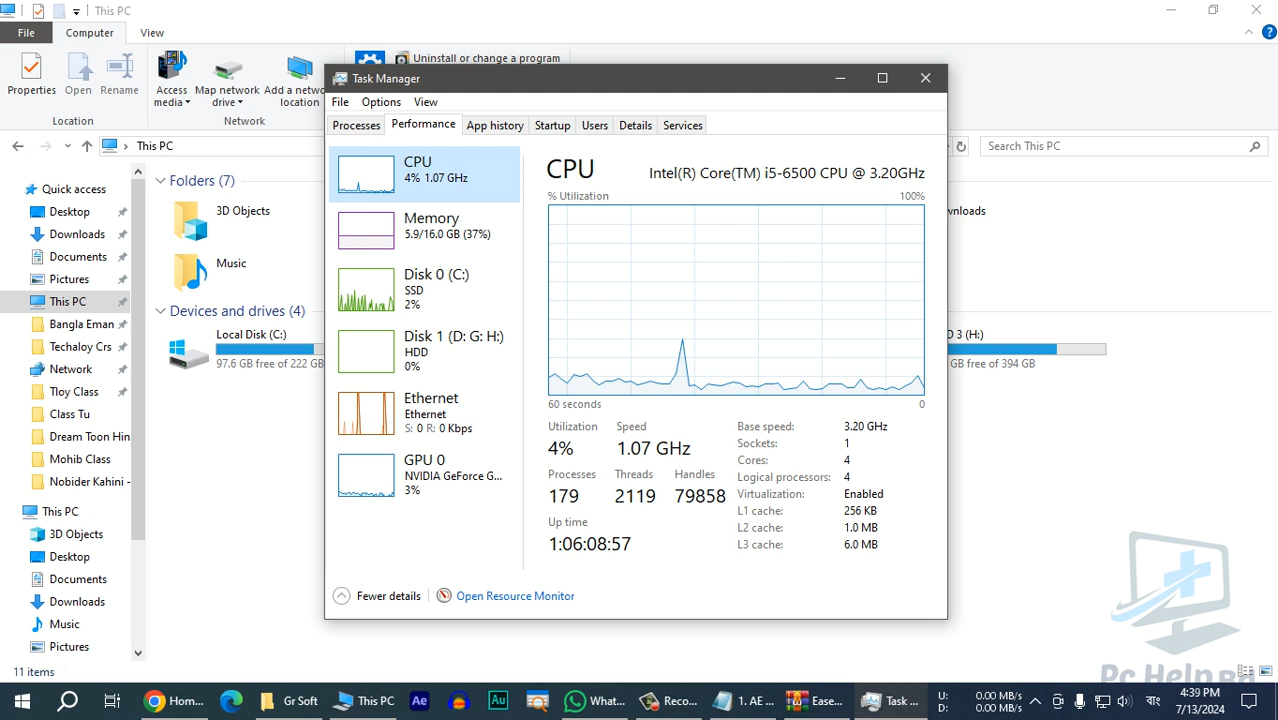 This PC
File Computer View
Properties Open Rename
Access media Map network drive Add a netwo location
Uninstall or change a program
Location Network
This PC
Search This PC
Quick access
Desktop
Downloads
Documents
Pictures
This PC
Bangla Eman
Techaloy Crs
Network
Tloy Class
Class Tu
Dream Toon Hin
Mohib Class
Nobider Kahini -
This PC
3D Objects
Desktop
Documents
Downloads
Music
Pictures
11 items
Folders (7)
3D Objects
Music
wnloads
Devices and drives (4)
Local Disk (C:)
97.6 GB free of 222 GB
D 3 (H:)
GB free of 394 GB
Task Manager
File Options View
Processes Performance App history Startup Users Details Services
CPU
4% 1.07 GHz
Memory
5.9/16.0 GB (37%)
Disk 0 (C:)
SSD
2%
Disk 1 (D: G: H:)
HDD
0%
Ethernet
Ethernet
S: 0 R: 0 Kbps
GPU 0
NVIDIA GeForce G...
3%
CPU Intel(R) Core(TM) i5-6500 CPU @ 3.20GHz
% Utilization 100%
60 seconds 0
Utilization Speed
4% 1.07 GHz
Processes Threads Handles
179 2119 79858
Up time
1:06:08:57
Base speed: 3.20 GHz
Sockets: 1
Cores: 4
Logical processors: 4
Virtualization: Enabled
L1 cache: 256 KB
L2 cache: 1.0 MB
L3 cache: 6.0 MB
Fewer details Open Resource Monitor
Pc Help BD
Hom... Gr Soft This PC Ae Au What... Reco... 1. AE ... Ease... Task ...
U: 0.00 MB/s
D: 0.00 MB/s
বাং
4:39 PM
7/13/2024